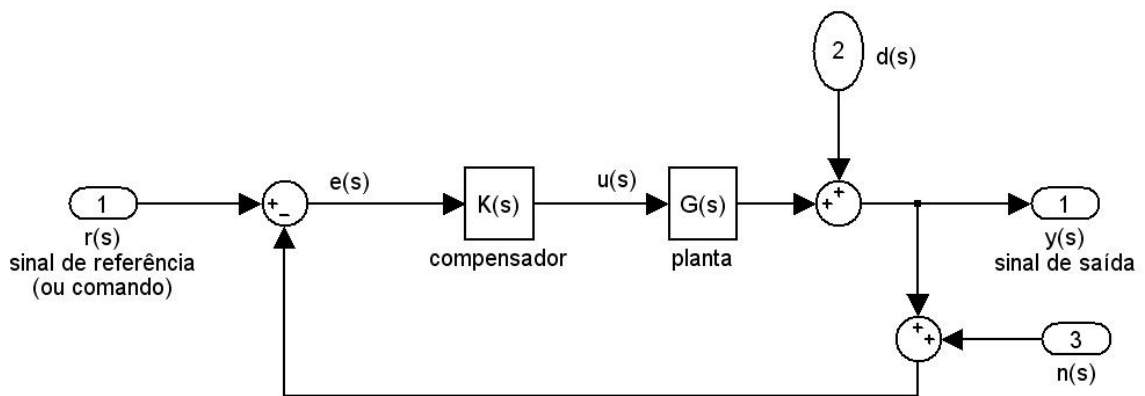 2
d(s)
e(s)
u(s)
1
+
−
K(s)
G(s)
+
+
1
r(s)
sinal de referência
(ou comando)
compensador
planta
y(s)
sinal de saída
+
+
3
n(s)